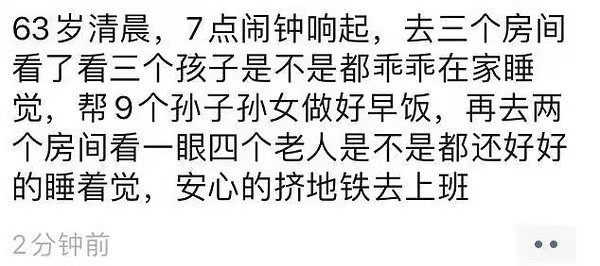 63岁清晨，7点闹钟响起，去三个房间
看了看三个孩子是不是都乖乖在家睡
觉，帮9个孙子孙女做好早饭，再去两
个房间看一眼四个老人是不是都还好好
的睡着觉，安心的挤地铁去上班
2分钟前